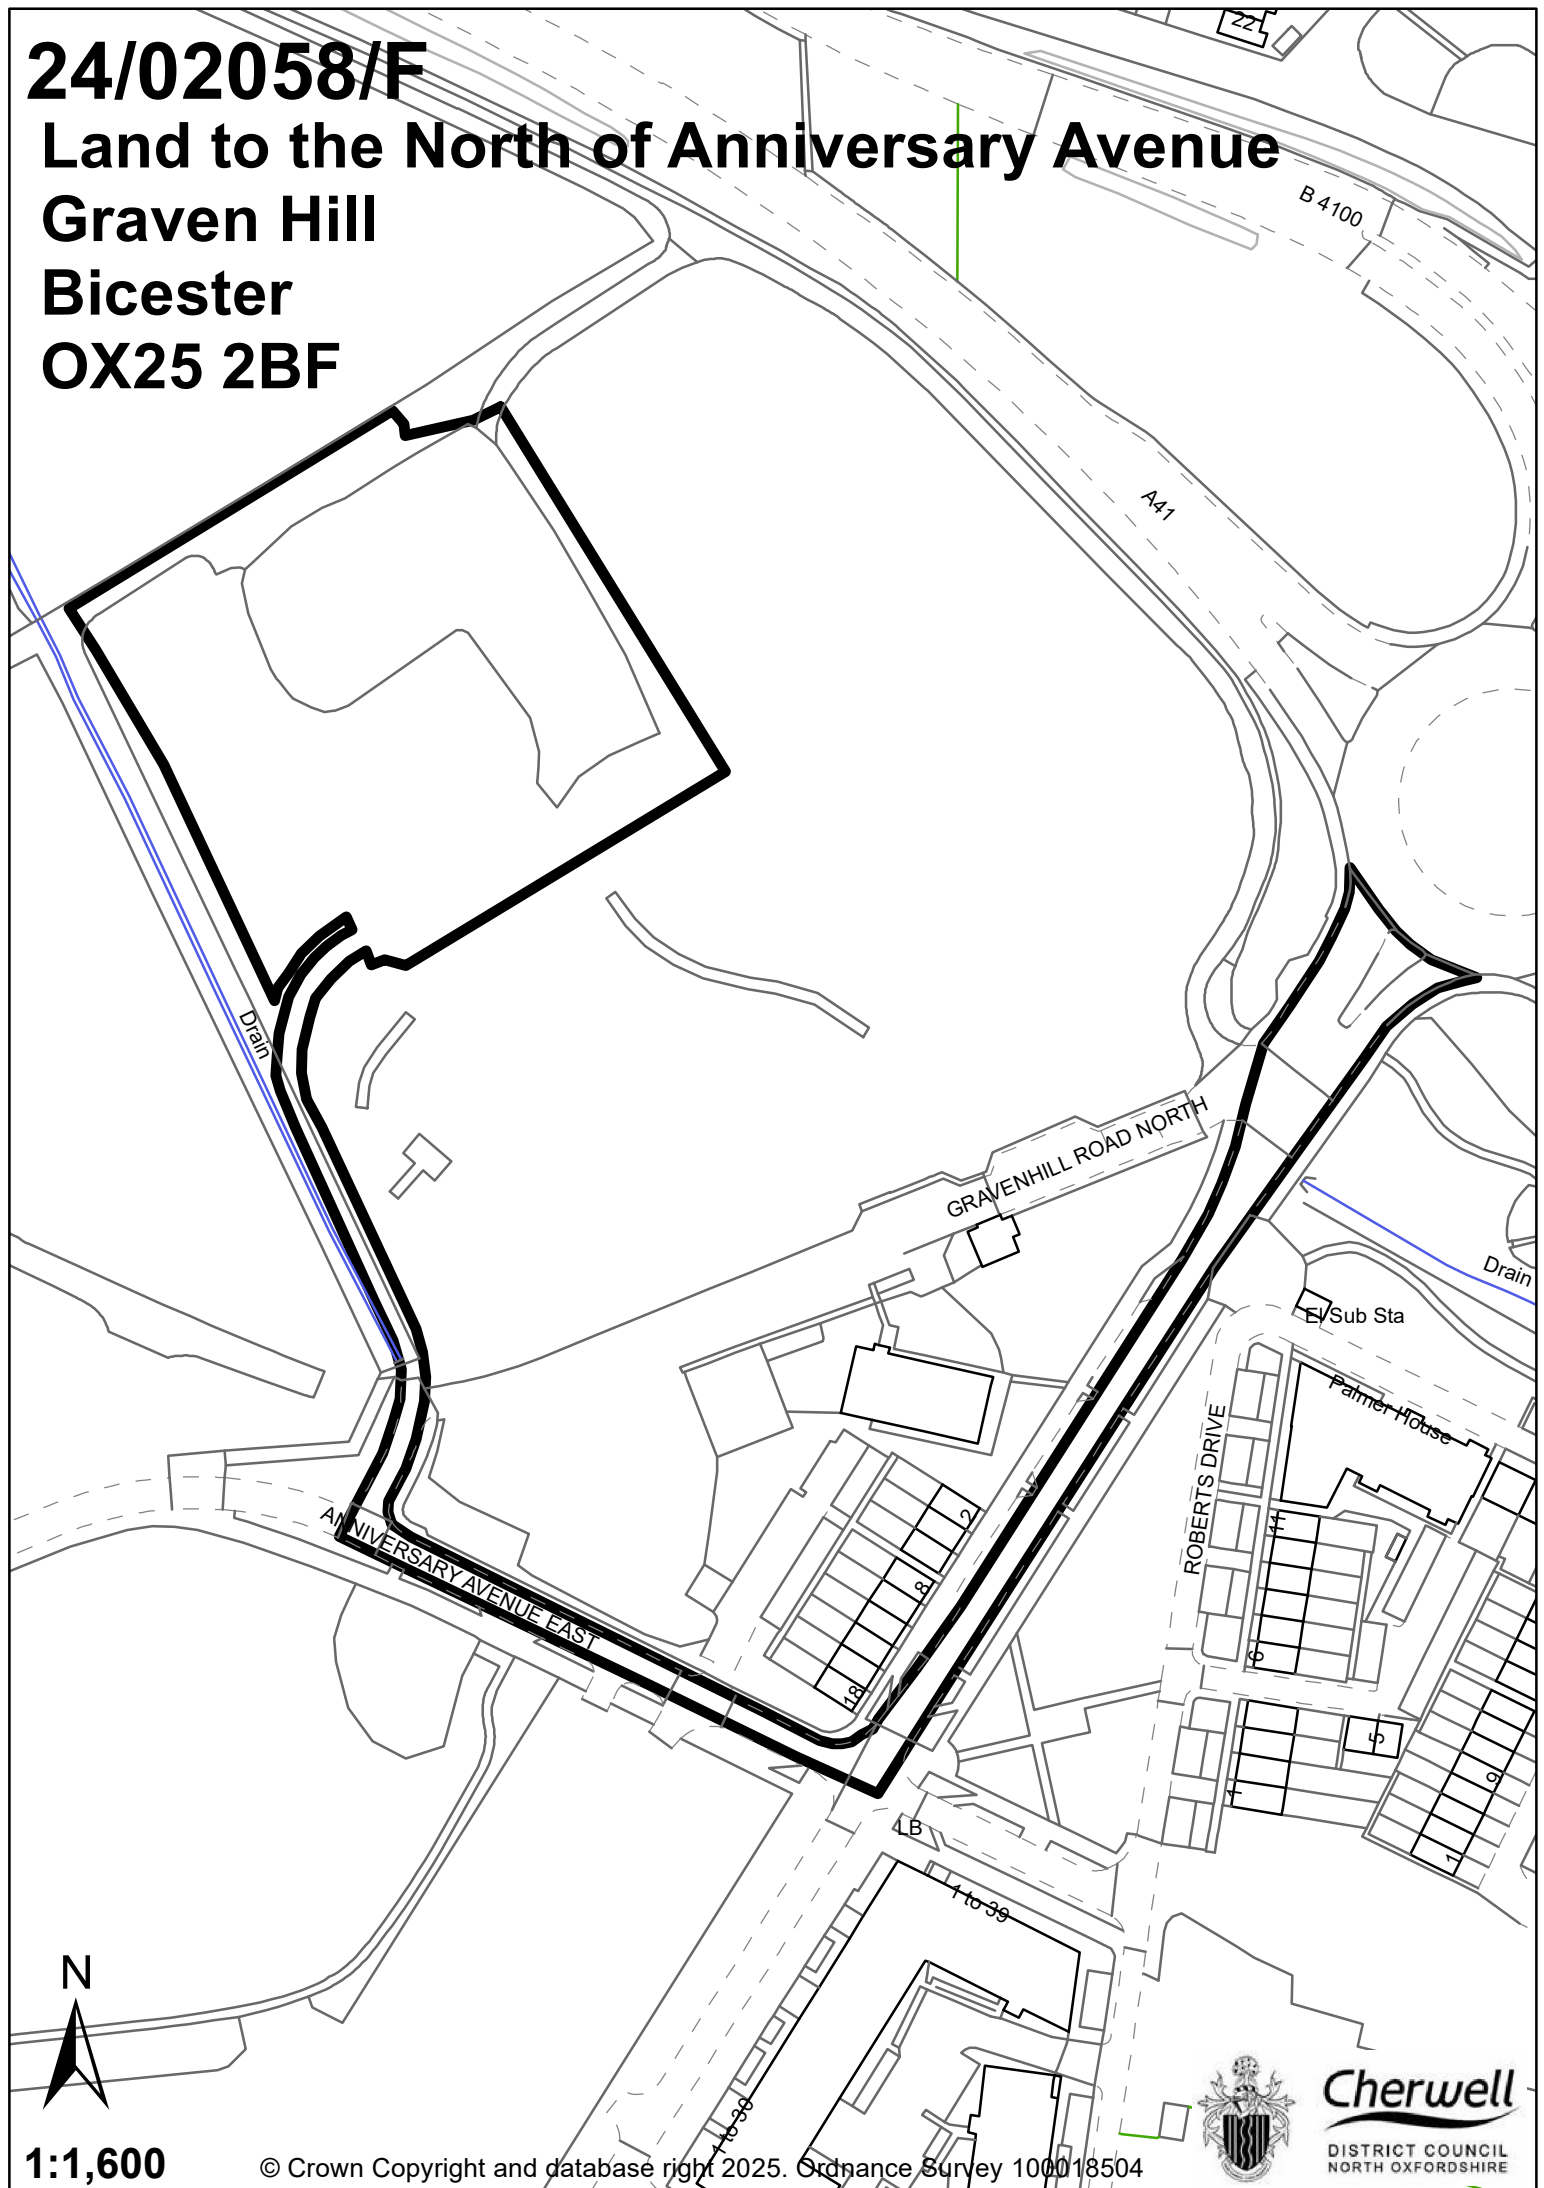 24/02058/F
Land to the North of Anniversary Avenue
Graven Hill
Bicester
OX25 2BF
22
B 4100
A41
Drain
GRAVENHILL ROAD NORTH
Drain
El Sub Sta
Palmer House
ROBERTS DRIVE
2
11
ANNIVERSARY AVENUE EAST
8
6
18
5
9
1
LB
1
1 to 39
N
1 to 30
Cherwell
DISTRICT COUNCIL
NORTH OXFORDSHIRE
1:1,600
© Crown Copyright and database right 2025. Ordnance Survey 100018504